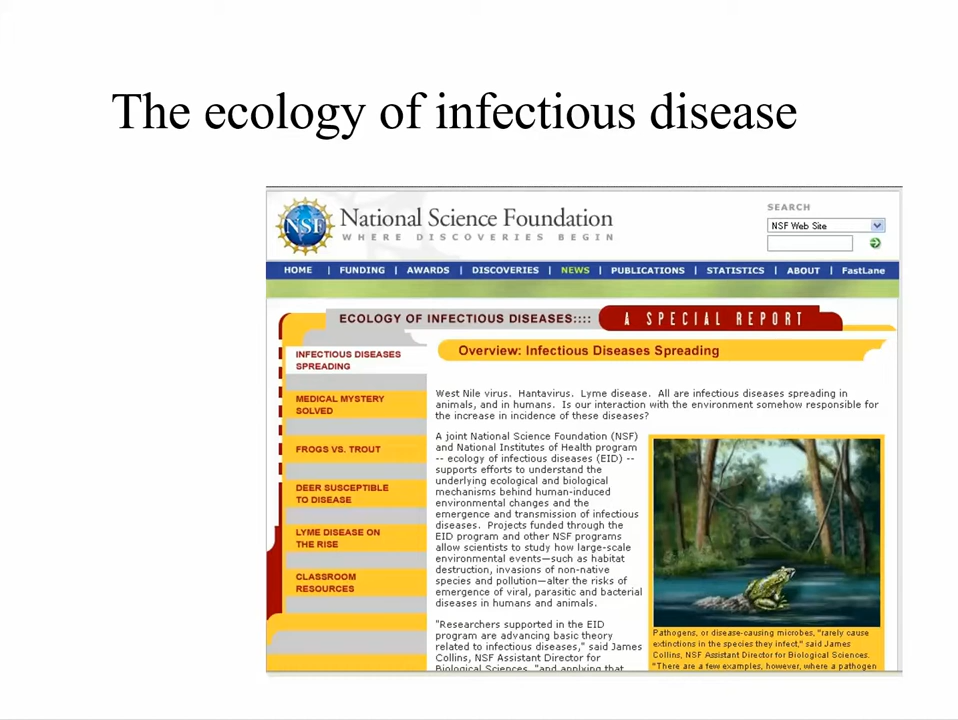 The ecology of infectious disease
NSF
National Science Foundation
WHERE DISCOVERIES BEGIN
SEARCH
NSF Web Site
HOME | FUNDING | AWARDS | DISCOVERIES | NEWS | PUBLICATIONS | STATISTICS | ABOUT | FastLane
ECOLOGY OF INFECTIOUS DISEASES::::
A SPECIAL REPORT
INFECTIOUS DISEASES
SPREADING
MEDICAL MYSTERY
SOLVED
FROGS VS. TROUT
DEER SUSCEPTIBLE
TO DISEASE
LYME DISEASE ON
THE RISE
CLASSROOM
RESOURCES
Overview: Infectious Diseases Spreading
West Nile virus. Hantavirus. Lyme disease. All are infectious diseases spreading in
animals, and in humans. Is our interaction with the environment somehow responsible for
the increase in incidence of these diseases?
A joint National Science Foundation (NSF)
and National Institutes of Health program
-- ecology of infectious diseases (EID) --
supports efforts to understand the
underlying ecological and biological
mechanisms behind human-induced
environmental changes and the
emergence and transmission of infectious
diseases. Projects funded through the
EID program and other NSF programs
allow scientists to study how large-scale
environmental events—such as habitat
destruction, invasions of non-native
species and pollution—alter the risks of
emergence of viral, parasitic and bacterial
diseases in humans and animals.
"Researchers supported in the EID
program are advancing basic theory
related to infectious diseases," said James
Collins, NSF Assistant Director for
Biological Sciences, "and applying that
Pathogens, or disease-causing microbes, "rarely cause
extinctions in the species they infect," said James
Collins, NSF Assistant Director for Biological Sciences.
"There are a few examples, however, where a pathogen